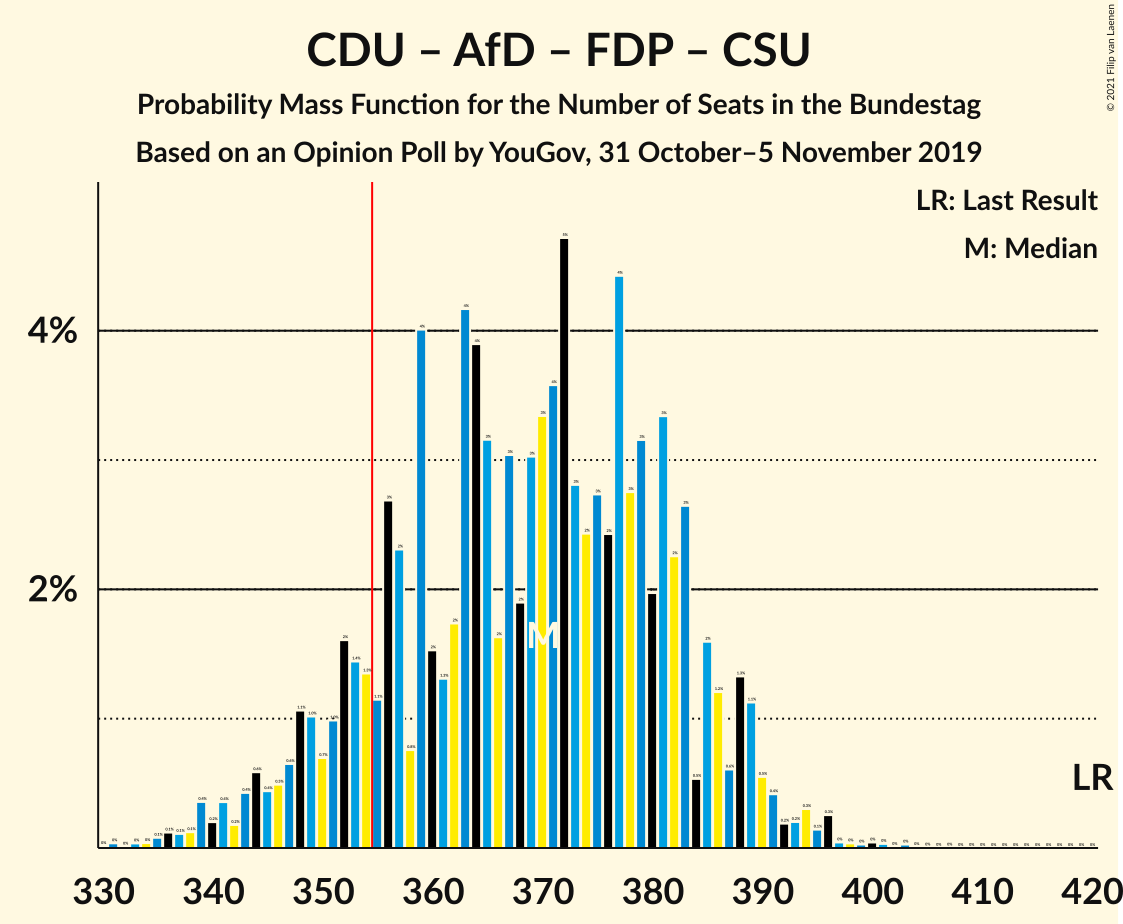 CDU – AfD – FDP – CSU
Probability Mass Function for the Number of Seats in the Bundestag
Based on an Opinion Poll by YouGov, 31 October–5 November 2019
© 2021 Filip van Laenen
LR: Last Result
M: Median
4%
2%
M
LR
330 340 350 360 370 380 390 400 410 420